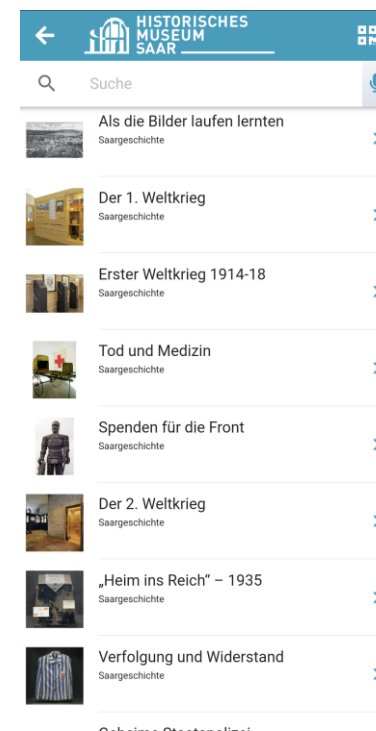 HISTORISCHES
MUSEUM
SAAR
Suche
Als die Bilder laufen lernten
Saargeschichte
Der 1. Weltkrieg
Saargeschichte
Erster Weltkrieg 1914-18
Saargeschichte
Tod und Medizin
Saargeschichte
Spenden für die Front
Saargeschichte
Der 2. Weltkrieg
Saargeschichte
„Heim ins Reich“ – 1935
Saargeschichte
Verfolgung und Widerstand
Saargeschichte
Geheime Staatspolizei